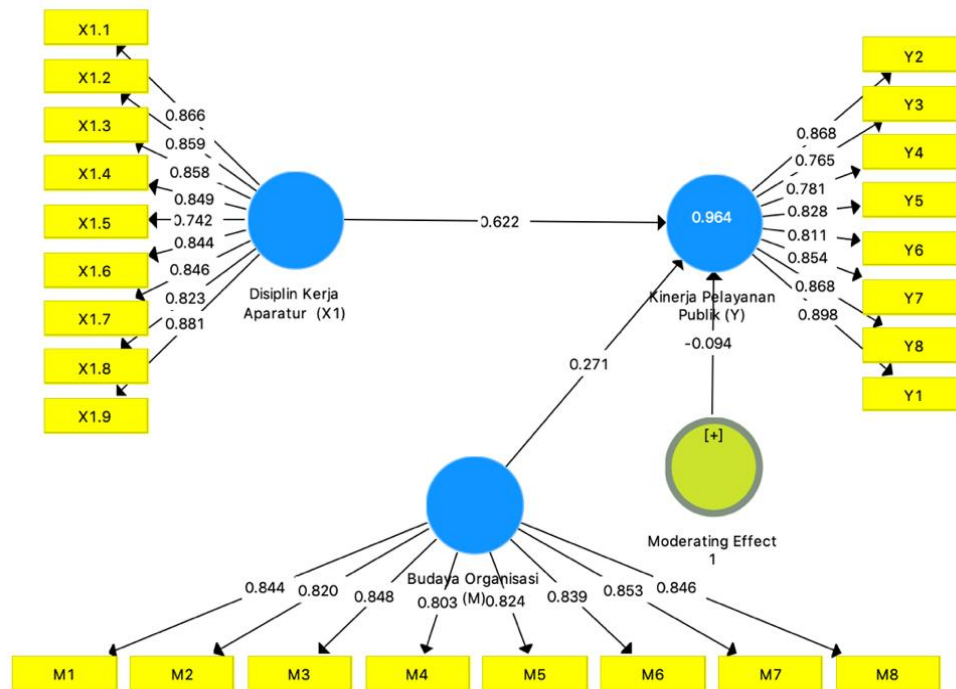 X1.1
X1.2
X1.3
X1.4
X1.5
X1.6
X1.7
X1.8
X1.9
0.866
0.859
0.858
0.849
0.742
0.844
0.846
0.823
0.881
Disiplin Kerja
Aparatur (X1)
0.622
0.964
Kinerja Pelayanan
Publik (Y)
0.868
0.765
0.781
0.828
0.811
0.854
0.868
0.898
Y2
Y3
Y4
Y5
Y6
Y7
Y8
Y1
0.271
-0.094
[+]
Moderating Effect
1
Budaya Organisasi
(M)
0.844
0.820
0.848
0.803
0.824
0.839
0.853
0.846
M1
M2
M3
M4
M5
M6
M7
M8